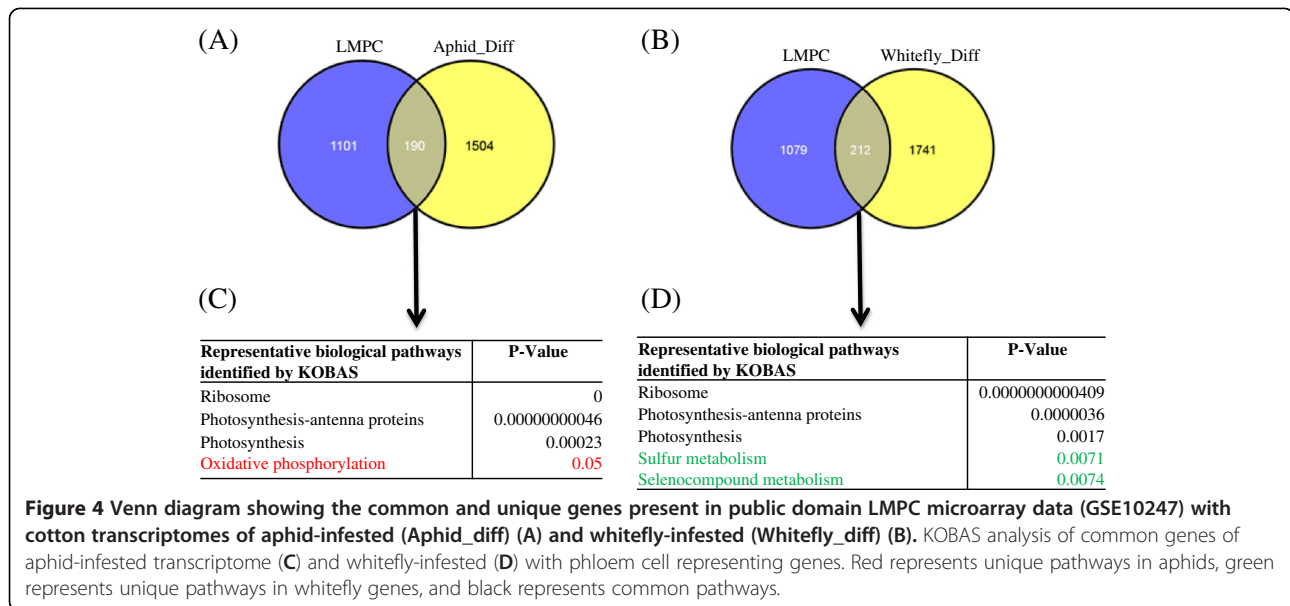 (A)
LMPC Aphid_Diff
1101 190 1504
(B)
LMPC Whitefly_Diff
1079 212 1741
(C)
Representative biological pathways identified by KOBAS P-Value
Ribosome 0
Photosynthesis-antenna proteins 0.00000000046
Photosynthesis 0.00023
Oxidative phosphorylation 0.05
(D)
Representative biological pathways identified by KOBAS P-Value
Ribosome 0.0000000000409
Photosynthesis-antenna proteins 0.0000036
Photosynthesis 0.0017
Sulfur metabolism 0.0071
Selenocompound metabolism 0.0074
Figure 4 Venn diagram showing the common and unique genes present in public domain LMPC microarray data (GSE10247) with
cotton transcriptomes of aphid-infested (Aphid_diff) (A) and whitefly-infested (Whitefly_diff) (B). KOBAS analysis of common genes of
aphid-infested transcriptome (C) and whitefly-infested (D) with phloem cell representing genes. Red represents unique pathways in aphids, green
represents unique pathways in whitefly genes, and black represents common pathways.